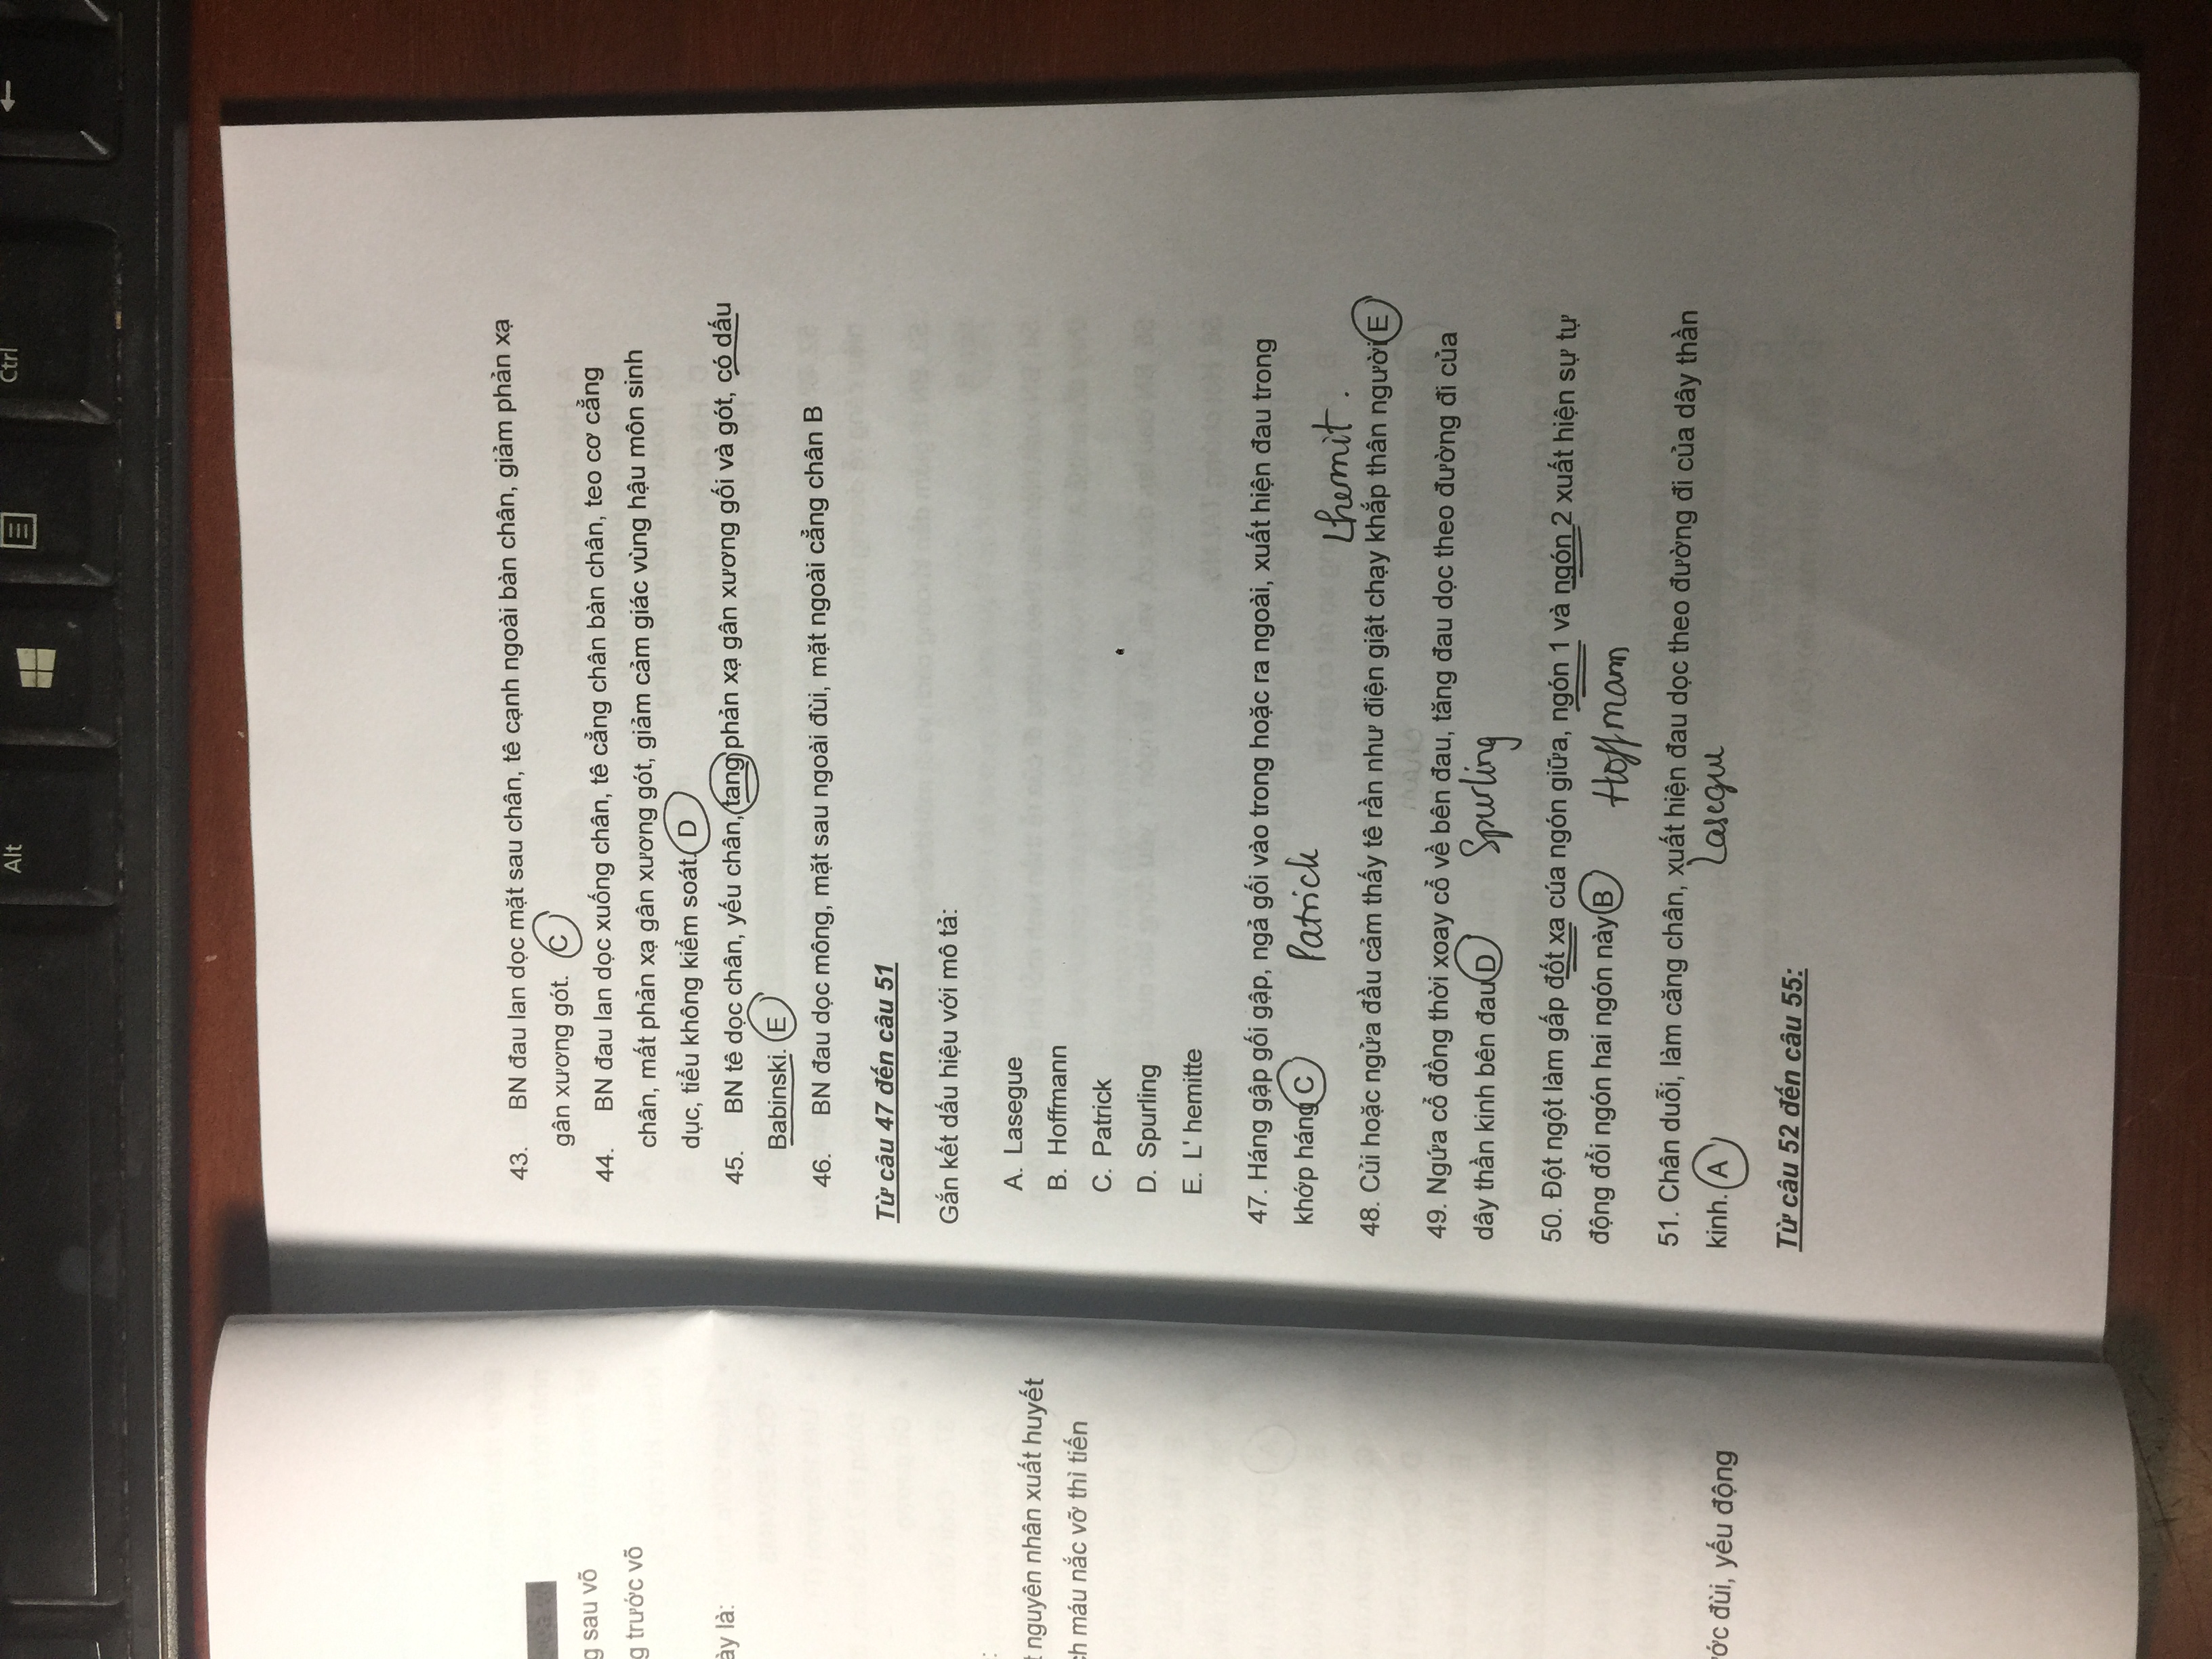 Alt
Ctrl
g sau võ
g trước võ
ày là:
:
t nguyên nhân xuất huyết
ch máu nắc vỡ thì tiến
ớc đùi, yếu động
43. BN đau lan dọc mặt sau chân, tê cạnh ngoài bàn chân, giảm phản xạ
gân xương gót. C
44. BN đau lan dọc xuống chân, tê cẳng chân bàn chân, teo cơ cẳng
chân, mất phản xạ gân xương gót, giảm cảm giác vùng hậu môn sinh
dục, tiểu không kiểm soát. D
45. BN tê dọc chân, yếu chân, tang phản xạ gân xương gối và gót, có dấu
Babinski. E
46. BN đau dọc mông, mặt sau ngoài đùi, mặt ngoài cẳng chân B
Từ câu 47 đến câu 51
Gắn kết dấu hiệu với mô tả:
A. Lasegue
B. Hoffmann
C. Patrick
D. Spurling
E. L' hemitte
47. Háng gập gối gập, ngả gối vào trong hoặc ra ngoài, xuất hiện đau trong
khớp háng C Patrick
Lhemit.
48. Củi hoặc ngửa đầu cảm thấy tê rần như điện giật chạy khắp thân người E
49. Ngứa cổ đồng thời xoay cổ về bên đau, tăng đau dọc theo đường đi của
dây thần kinh bên đau D Spurling
50. Đột ngột làm gấp đốt xa cúa ngón giữa, ngón 1 và ngón 2 xuất hiện sự tự
động đổi ngón hai ngón này B Hoffmann
51. Chân duỗi, làm căng chân, xuất hiện đau dọc theo đường đi của dây thần
kinh. A Lasegue
Từ câu 52 đến câu 55: